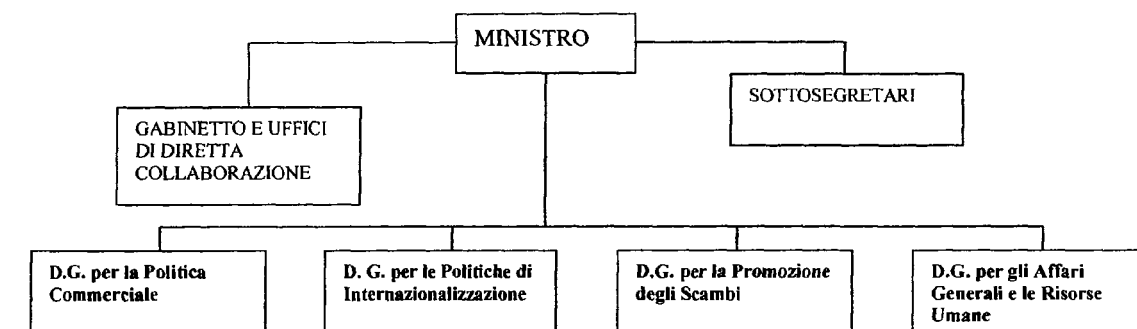 MINISTRO
SOTTOSEGRETARI
GABINETTO E UFFICI
DI DIRETTA
COLLABORAZIONE
D.G. per la Politica
Commerciale
D. G. per le Politiche di
Internazionalizzazione
D.G. per la Promozione
degli Scambi
D.G. per gli Affari
Generali e le Risorse
Umane